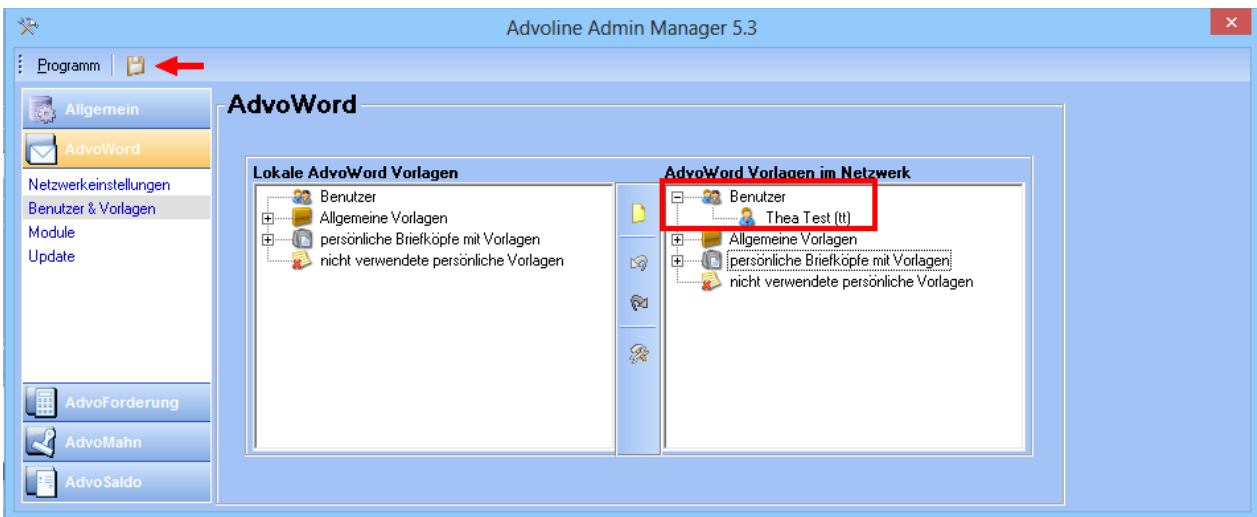 Advoline Admin Manager 5.3
Programm
Allgemein
AdvoWord
Netzwerkeinstellungen
Benutzer & Vorlagen
Module
Update
AdvoForderung
AdvoMahn
AdvoSaldo
AdvoWord
Lokale AdvoWord Vorlagen
Benutzer
Allgemeine Vorlagen
persönliche Briefköpfe mit Vorlagen
nicht verwendete persönliche Vorlagen
AdvoWord Vorlagen im Netzwerk
Benutzer
Thea Test (tt)
Allgemeine Vorlagen
persönliche Briefköpfe mit Vorlagen
nicht verwendete persönliche Vorlagen